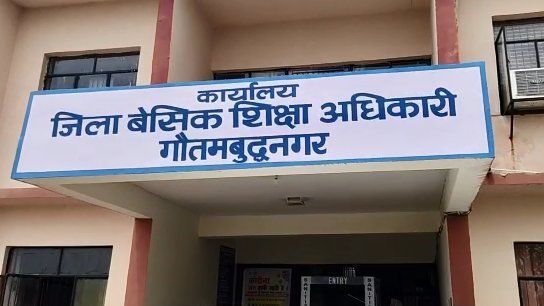 कार्यालय
जिला बेसिक शिक्षा अधिकारी
गौतमबुद्धनगर
ENTRY